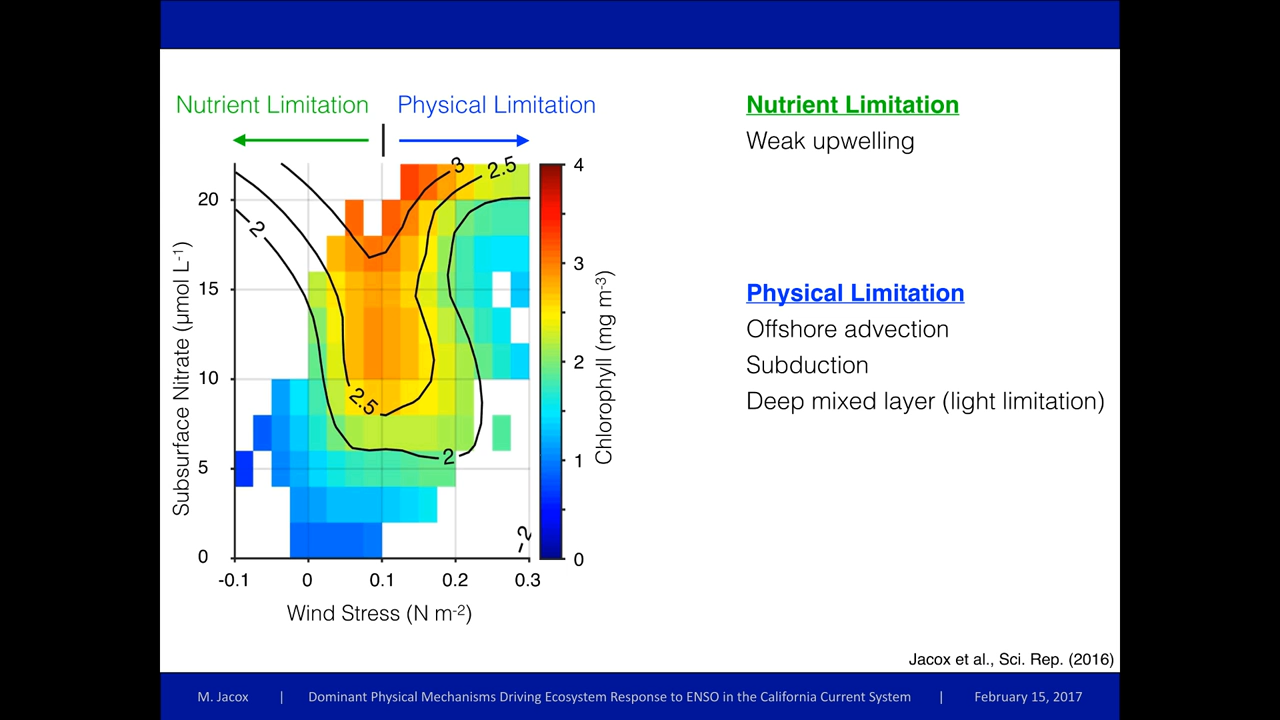 Nutrient Limitation
Physical Limitation
3
2.5
2
2.5
2
2
20
15
10
5
0
-0.1
0
0.1
0.2
0.3
Subsurface Nitrate (μmol L-1)
Wind Stress (N m-2)
4
3
2
1
0
Chlorophyll (mg m-3)
Nutrient Limitation
Weak upwelling
Physical Limitation
Offshore advection
Subduction
Deep mixed layer (light limitation)
Jacox et al., Sci. Rep. (2016)
M. Jacox | Dominant Physical Mechanisms Driving Ecosystem Response to ENSO in the California Current System | February 15, 2017